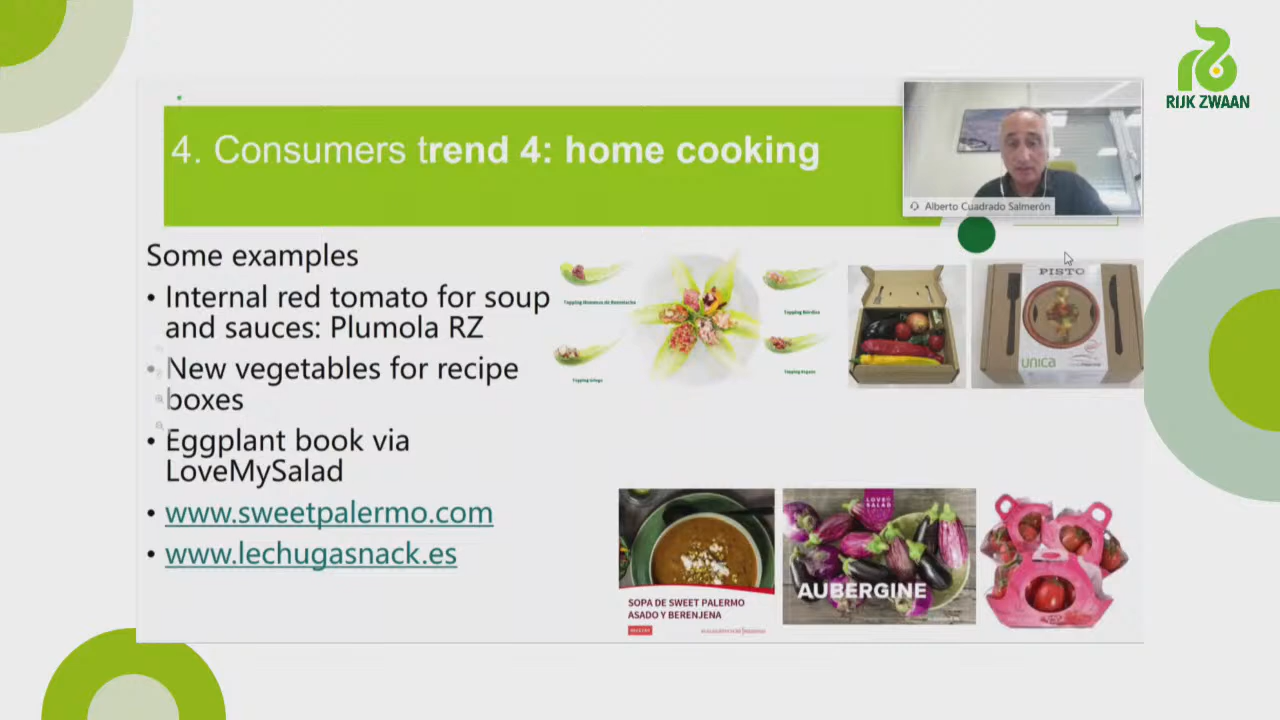 RIJK ZWAAN
4. Consumers trend 4: home cooking
Alberto Cuadrado Salmerón
Some examples
• Internal red tomato for soup
and sauces: Plumola RZ
• New vegetables for recipe
boxes
• Eggplant book via
LoveMySalad
• www.sweetpalermo.com
• www.lechugasnack.es
Topping Hummus de Remolacha
Topping Nórdico
Topping Griego
Topping Vegano
PISTO
unica
SOPA DE SWEET PALERMO
ASADO Y BERENJENA
LOVE MY
SALAD
AUBERGINE